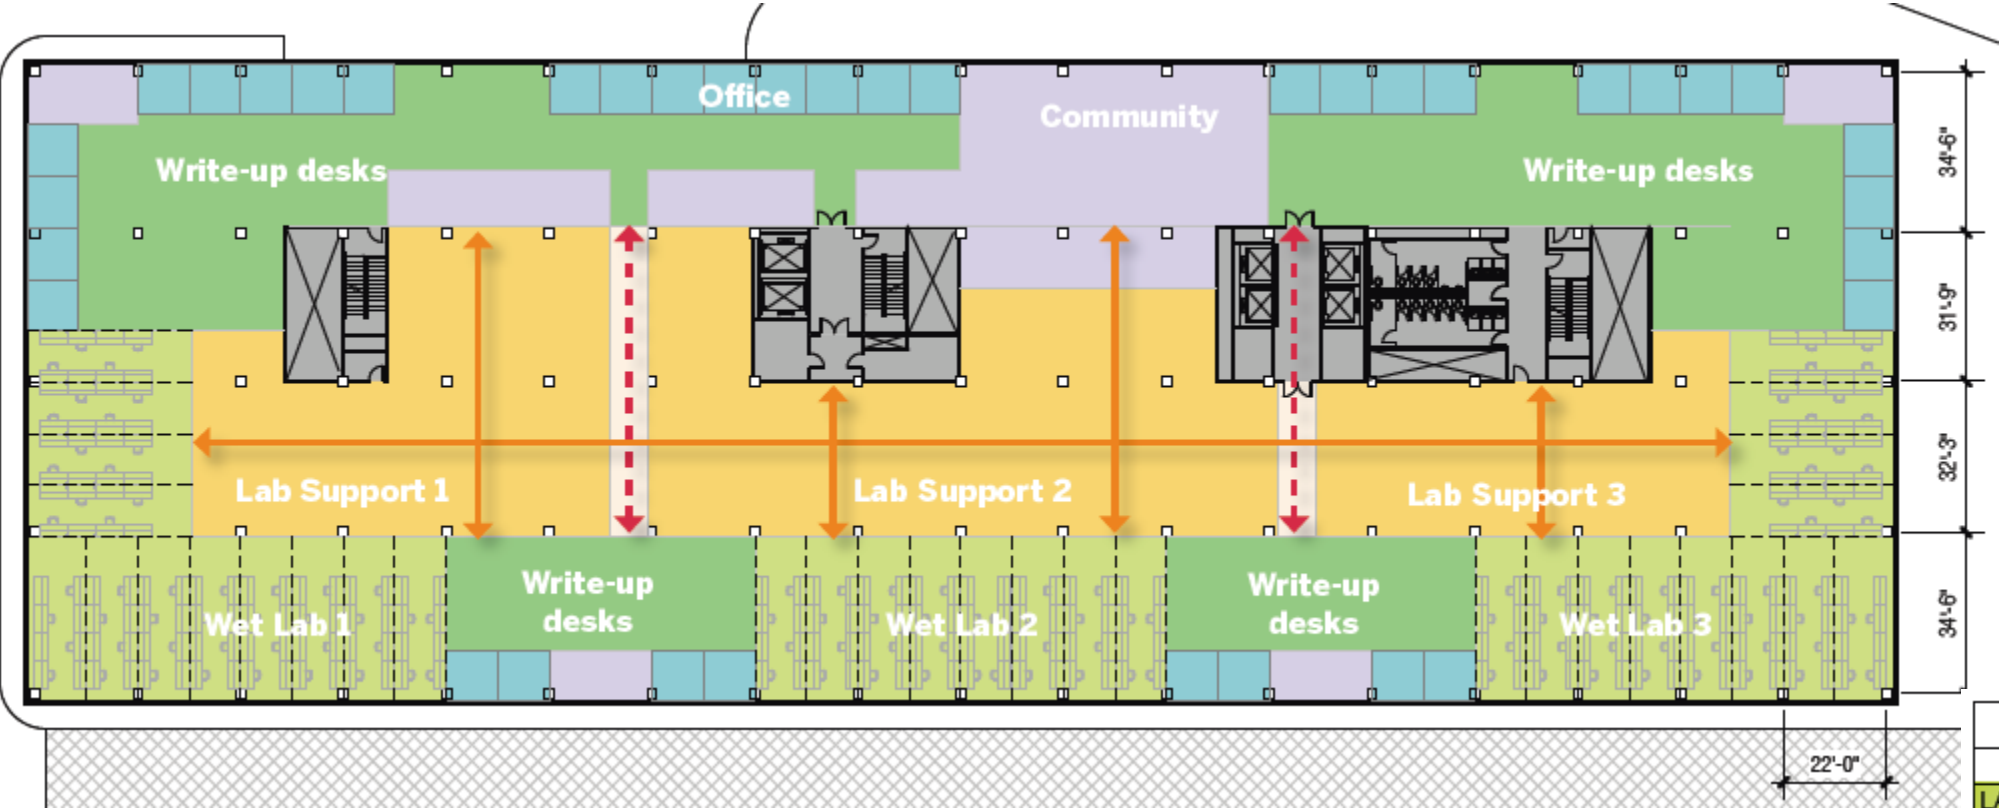 Office
Community
Write-up desks
Write-up desks
34'-6"
31'-9"
32'-3"
Lab Support 1
Lab Support 2
Lab Support 3
Write-up
desks
Write-up
desks
Wet Lab 1
Wet Lab 2
Wet Lab 3
34'-6"
22'-0"